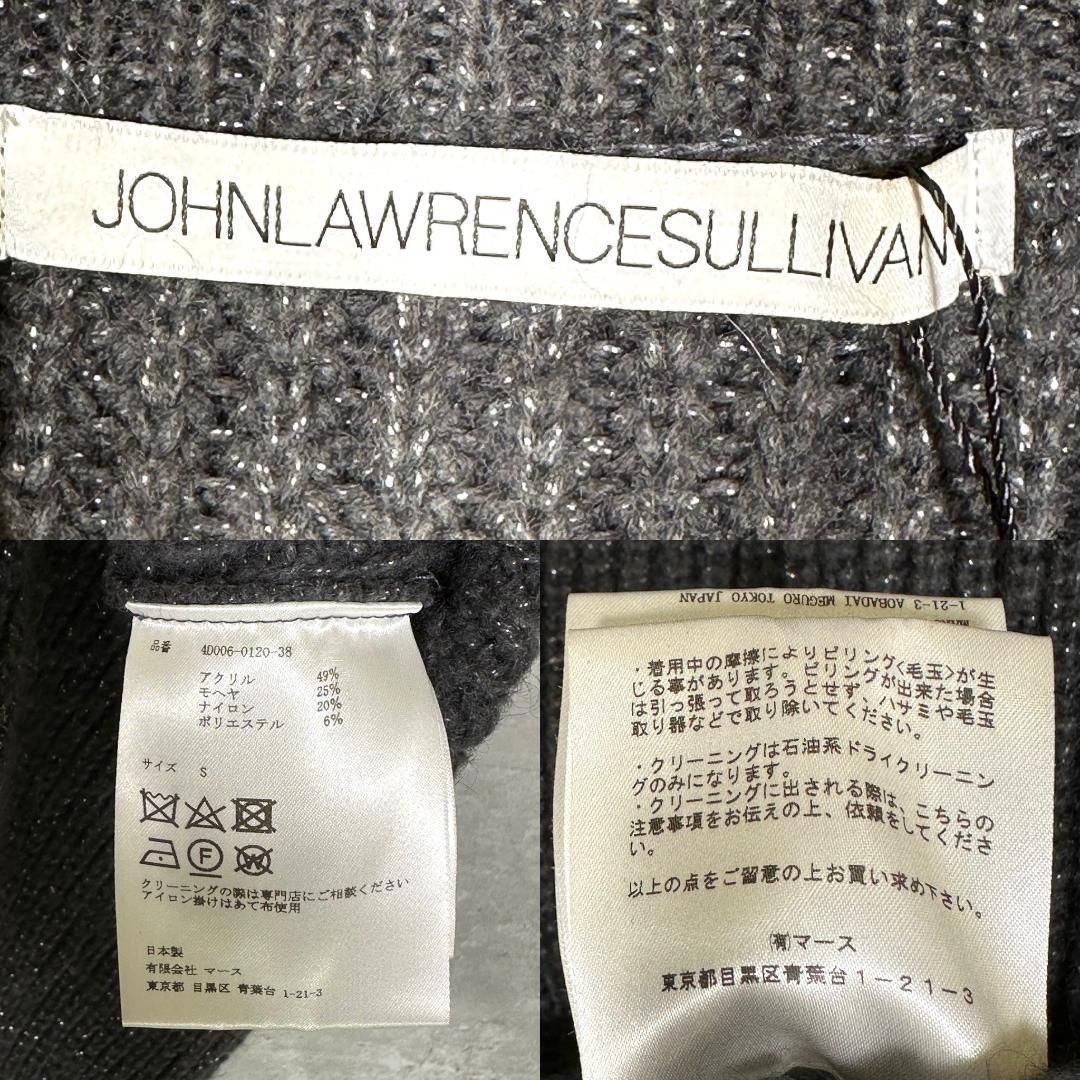 JOHNLAWRENCESULLIVAN
品番 4D006-0120-38
アクリル 49%
モヘヤ 25%
ナイロン 20%
ポリエステル 6%
サイズ S
F
W
クリーニングの際は専門店にご相談ください
アイロン掛けはあて布使用
日本製
有限会社 マース
東京都 目黒区 青葉台 1-21-3
1-21-3 AOBADAI MEGURO TOKYO JAPAN
・着用中の摩擦によりピリング<毛玉>が生
じる事があります。ピリングが出来た場合
は引っ張って取ろうとせず、ハサミや毛玉
取り器などで取り除いてください。
・クリーニングは石油系ドライクリーニン
グのみになります。
・クリーニングに出される際は、こちらの
注意事項をお伝えの上、依頼をしてくださ
い。
以上の点をご留意の上お買い求め下さい。
㈲マース
東京都目黒区青葉台1-21-3